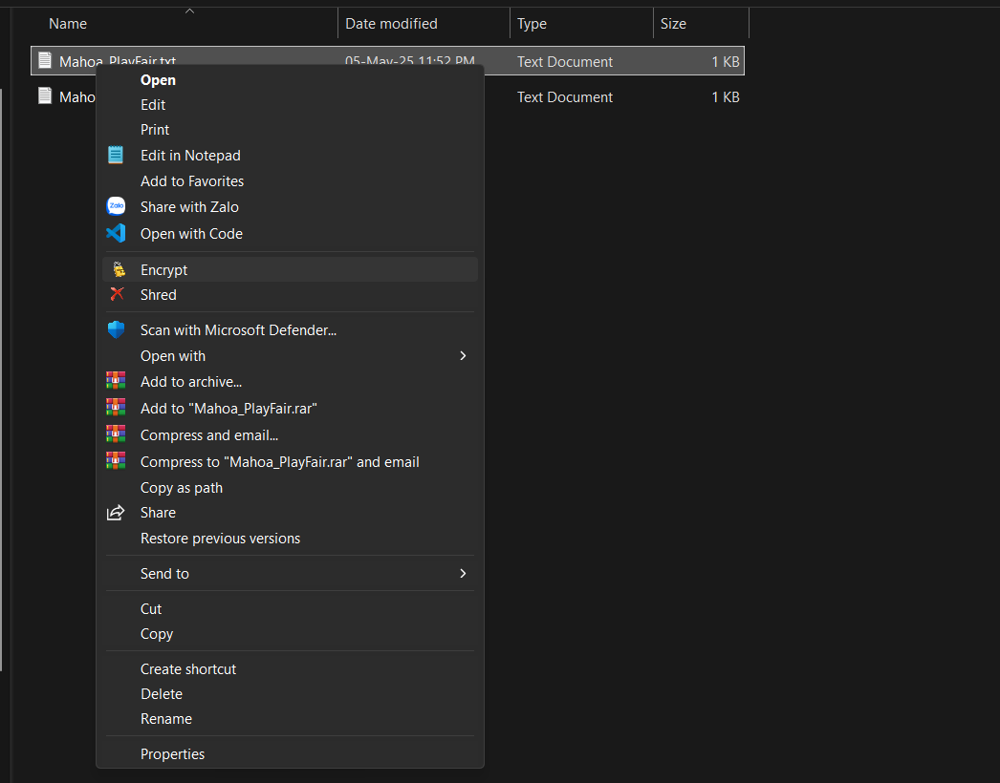 Name Date modified Type Size
Mahoa_PlayFair.txt 05-May-25 11:52 PM Text Document 1 KB
Maho Text Document 1 KB
Open
Edit
Print
Edit in Notepad
Add to Favorites
Zalo Share with Zalo
Open with Code
Encrypt
Shred
Scan with Microsoft Defender...
Open with
Add to archive...
Add to "Mahoa_PlayFair.rar"
Compress and email...
Compress to "Mahoa_PlayFair.rar" and email
Copy as path
Share
Restore previous versions
Send to
Cut
Copy
Create shortcut
Delete
Rename
Properties